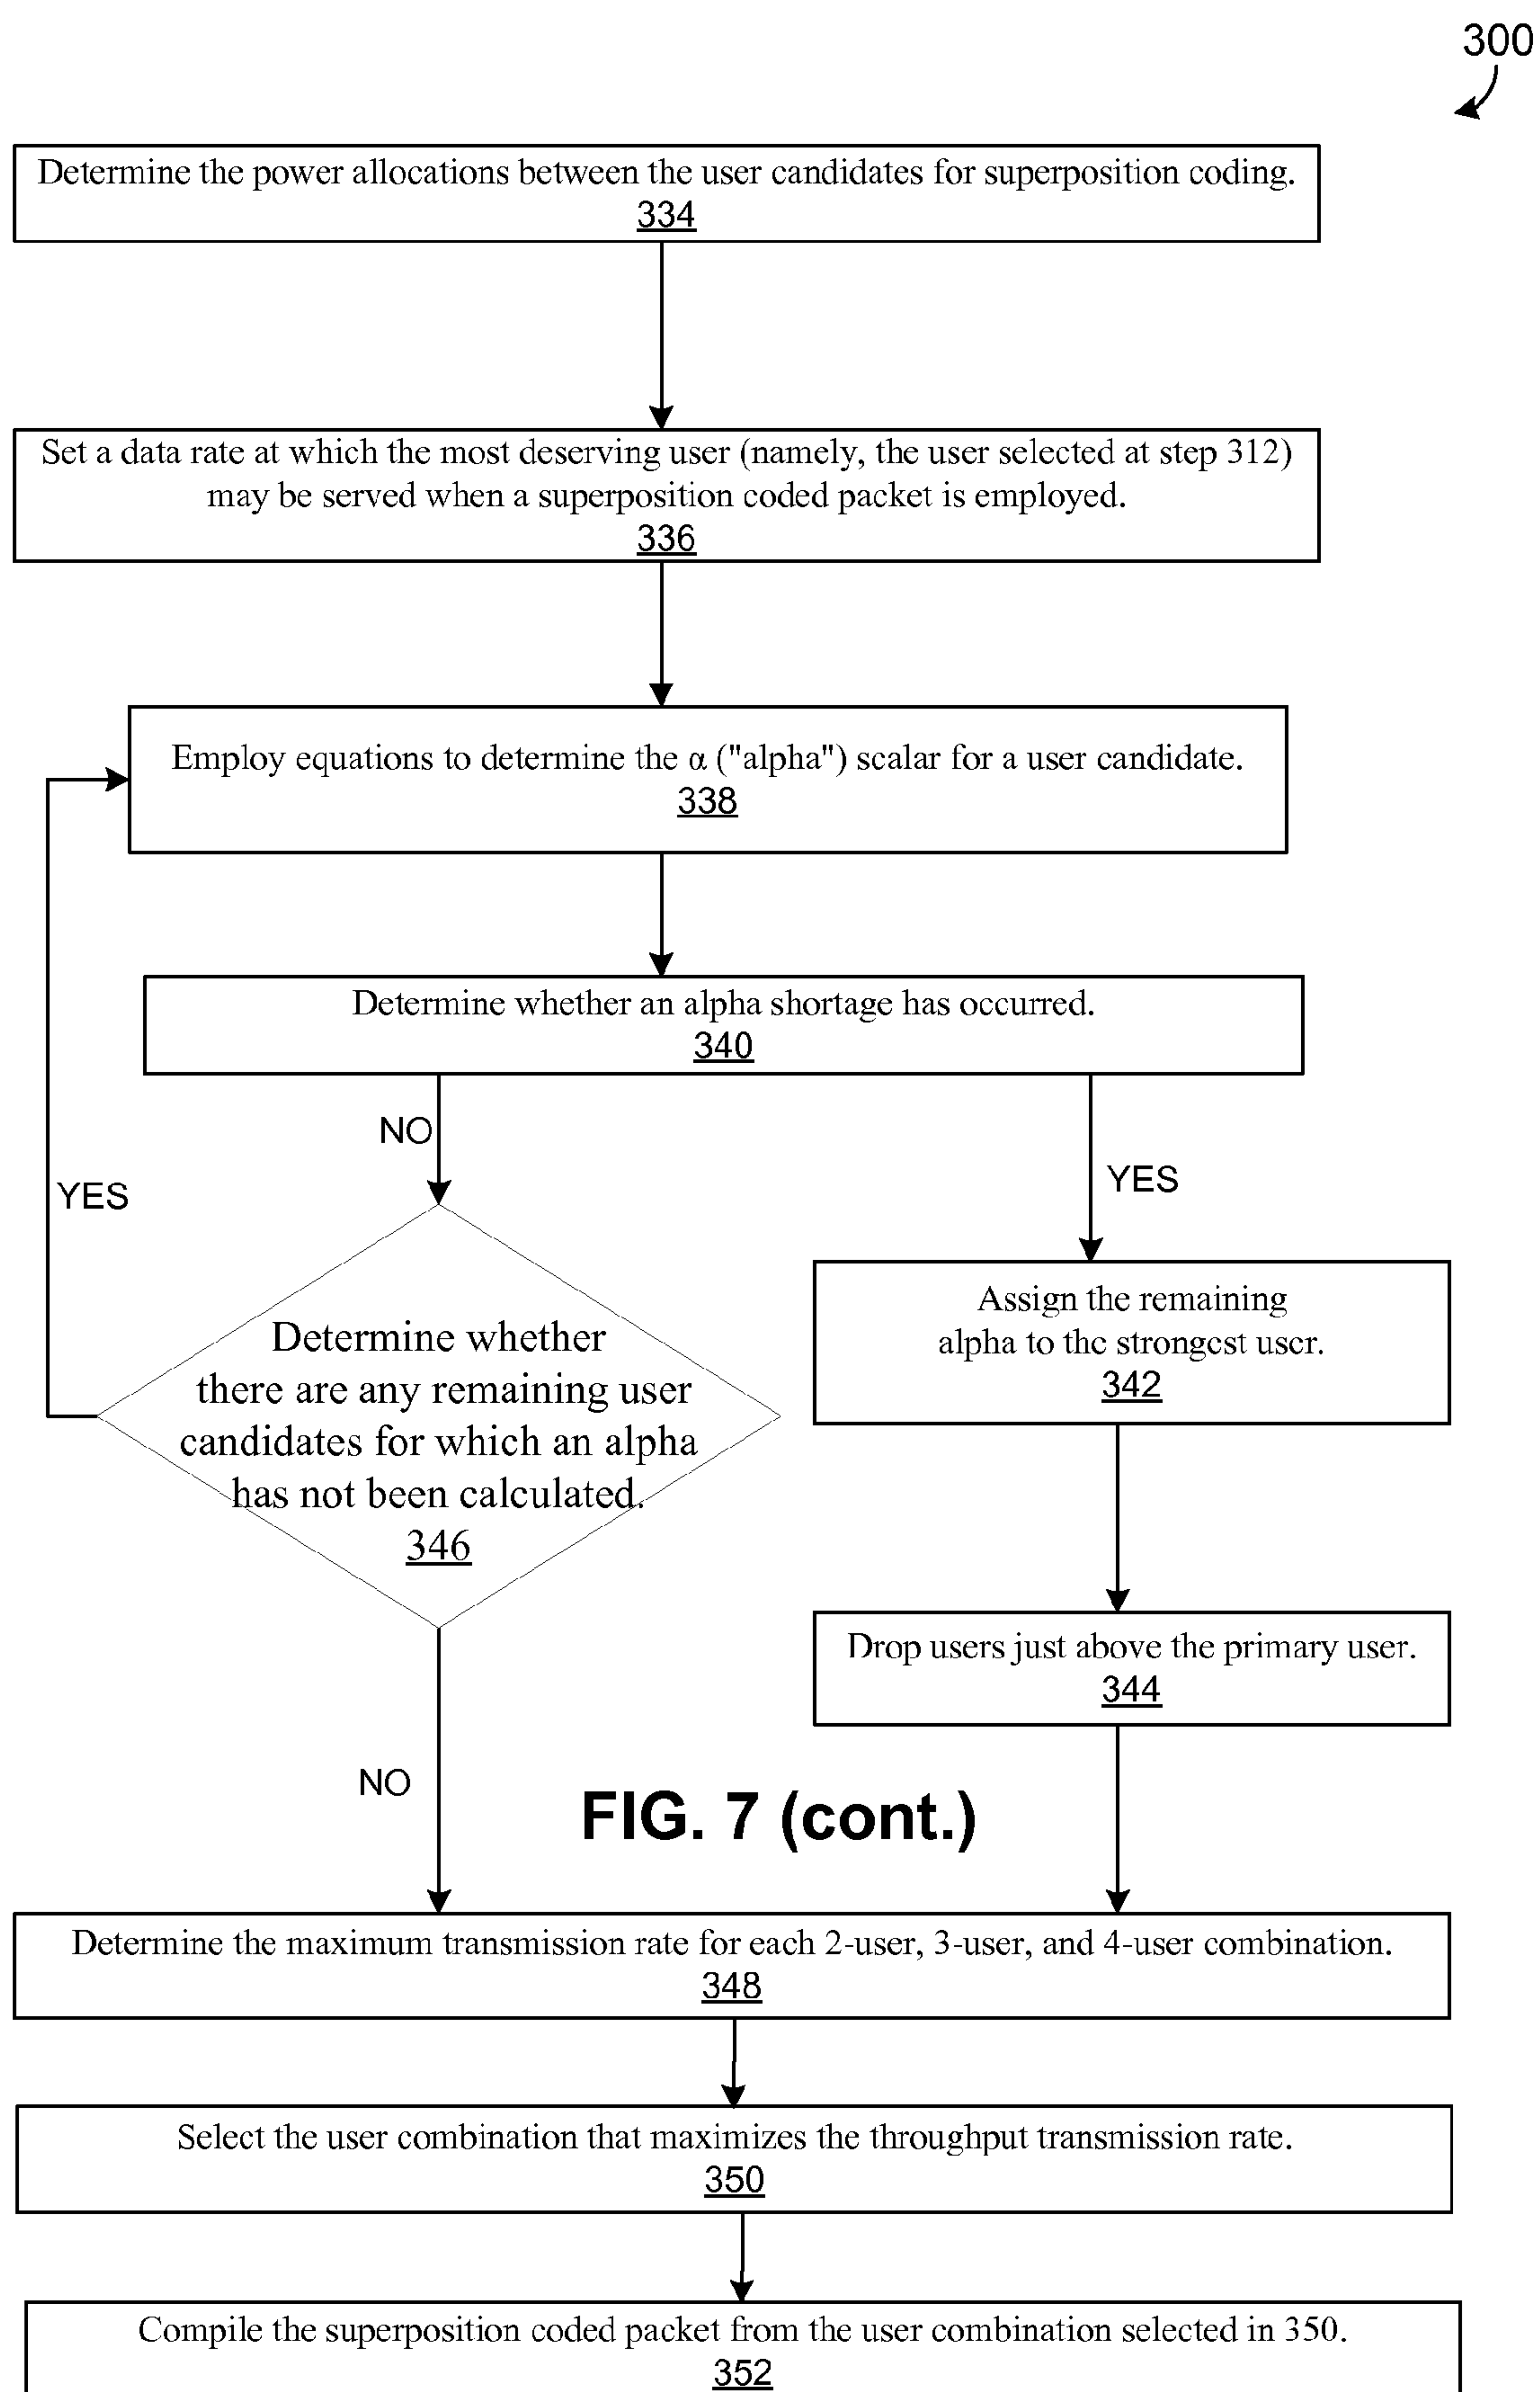 300
Determine the power allocations between the user candidates for superposition coding.
334
Set a data rate at which the most deserving user (namely, the user selected at step 312)
may be served when a superposition coded packet is employed.
336
Employ equations to determine the α ("alpha") scalar for a user candidate.
338
Determine whether an alpha shortage has occurred.
340
NO
YES
YES
Assign the remaining
alpha to the strongest user.
342
Determine whether
there are any remaining user
candidates for which an alpha
has not been calculated.
346
Drop users just above the primary user.
344
NO
FIG. 7 (cont.)
Determine the maximum transmission rate for each 2-user, 3-user, and 4-user combination.
348
Select the user combination that maximizes the throughput transmission rate.
350
Compile the superposition coded packet from the user combination selected in 350.
352